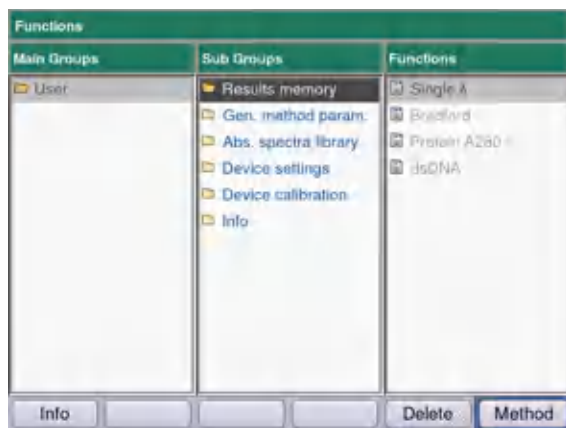 Functions
Main Groups
Sub Groups
Functions
User
Results memory
Gen. method param.
Abs. spectra library
Device settings
Device calibration
Info
Single λ
Bradford
Protein A280
dsDNA
Info
Delete
Method